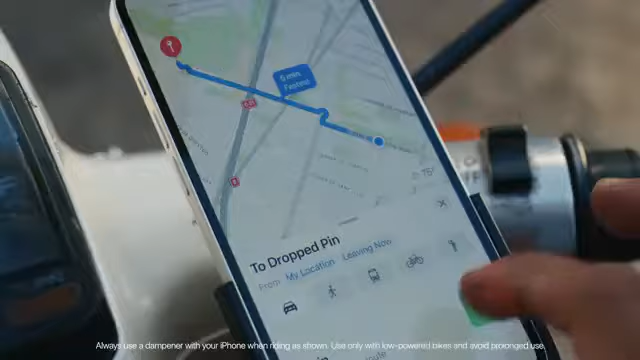 5 min
Fastest
75°
To Dropped Pin
From My Location Leaving Now
Always use a dampener with your iPhone when riding as shown. Use only with low-powered bikes and avoid prolonged use.